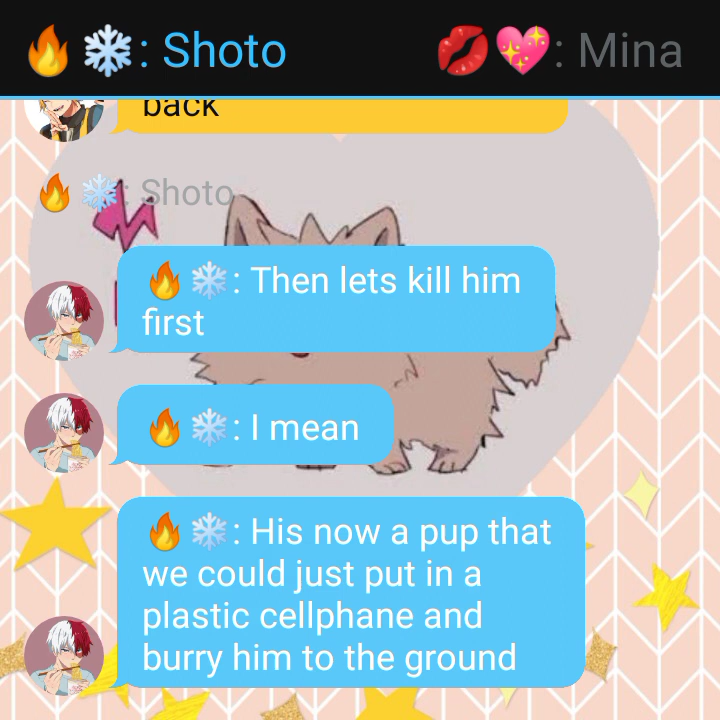 🔥❄️: Shoto
💋💖: Mina
back
🔥❄️: Shoto
🔥❄️: Then lets kill him
first
🔥❄️: I mean
🔥❄️: His now a pup that
we could just put in a
plastic cellphane and
burry him to the ground